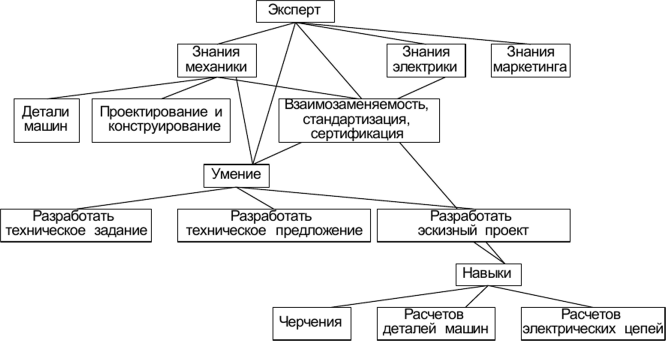 Эксперт
Знания
механики
Знания
электрики
Знания
маркетинга
Детали
машин
Проектирование и
конструирование
Взаимозаменяемость,
стандартизация,
сертификация
Умение
Разработать
техническое задание
Разработать
техническое предложение
Разработать
эскизный проект
Навыки
Черчения
Расчетов
деталей машин
Расчетов
электрических цепей